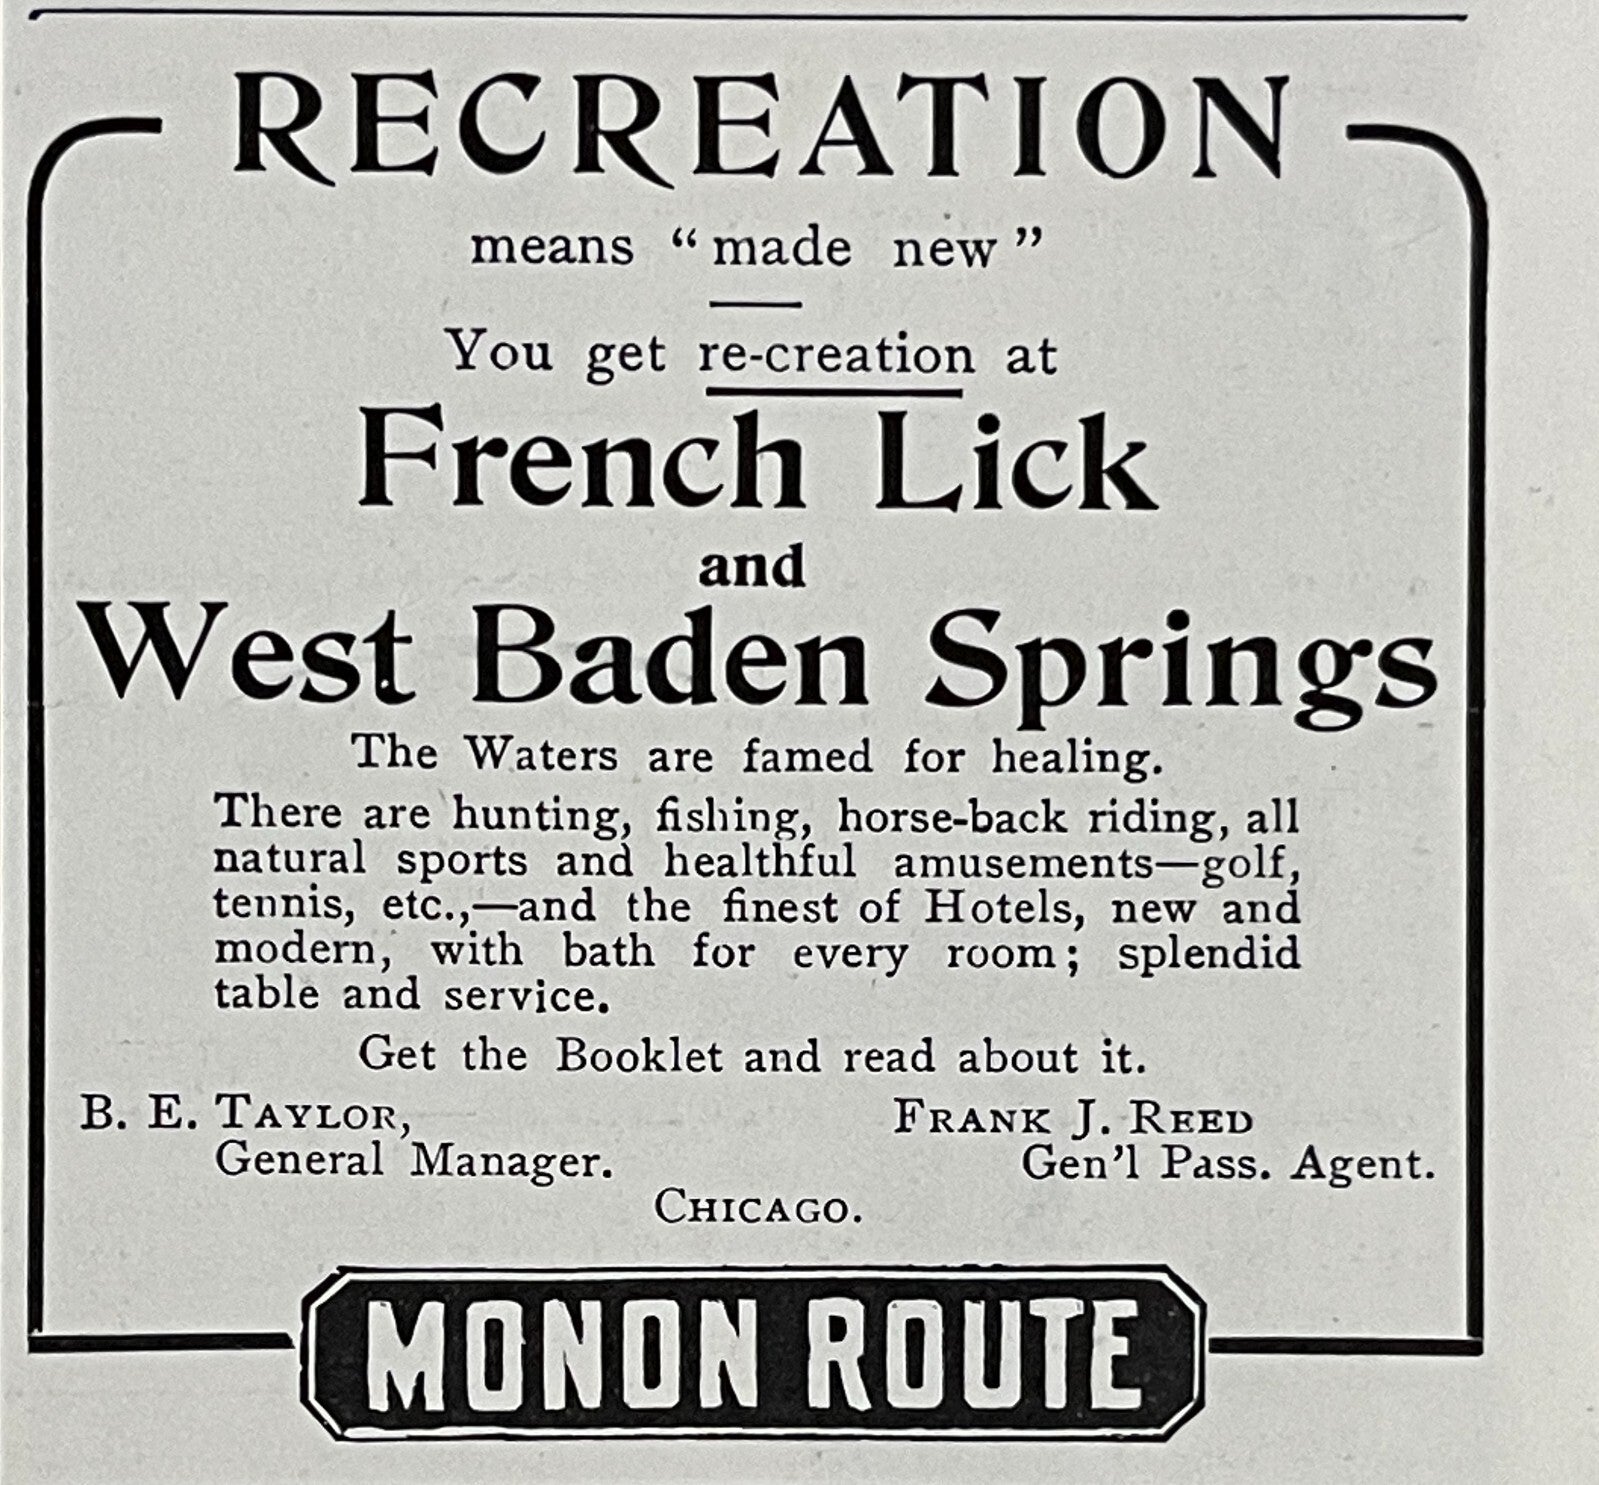 RECREATION
means “made new”
You get re-creation at
French Lick
and
West Baden Springs
The Waters are famed for healing.
There are hunting, fishing, horse-back riding, all
natural sports and healthful amusements—golf,
tennis, etc.,—and the finest of Hotels, new and
modern, with bath for every room; splendid
table and service.
Get the Booklet and read about it.
B. E. TAYLOR, FRANK J. REED
General Manager. Gen’l Pass. Agent.
CHICAGO.
MONON ROUTE